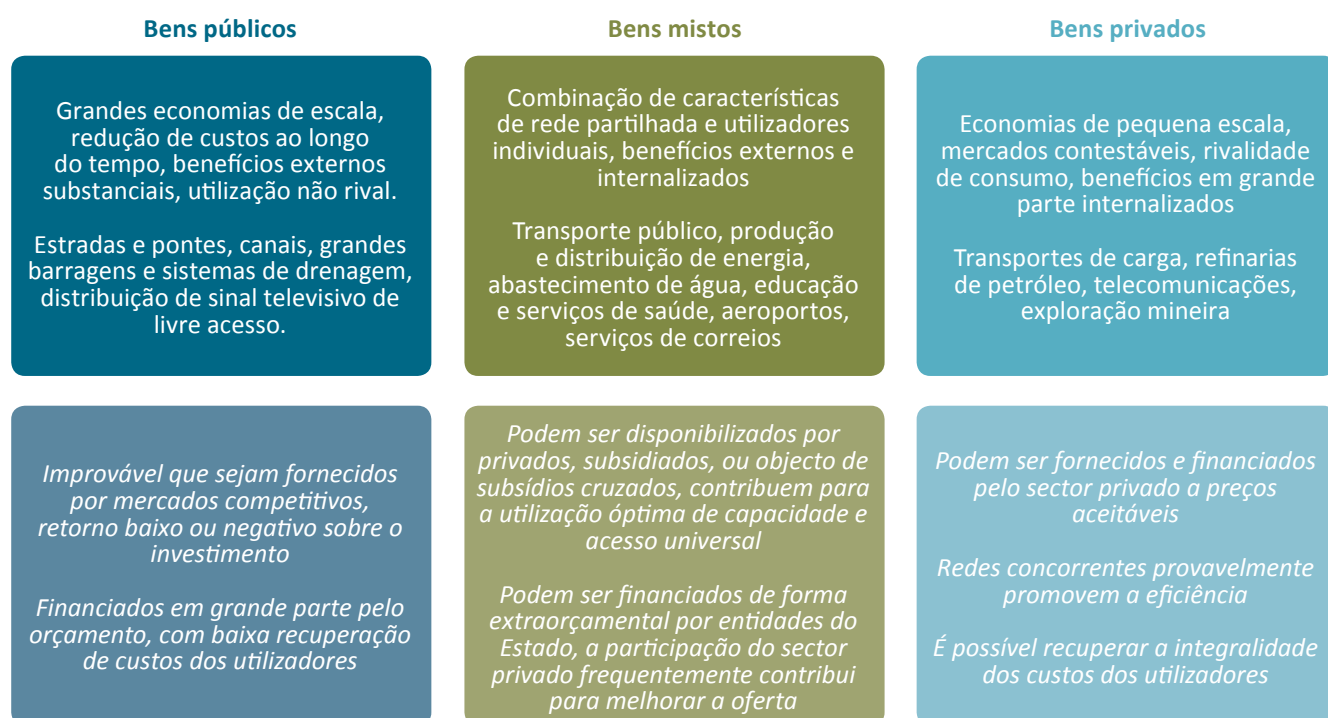 Bens públicos
Grandes economias de escala,
redução de custos ao longo
do tempo, benefícios externos
substanciais, utilização não rival.
Estradas e pontes, canais, grandes
barragens e sistemas de drenagem,
distribuição de sinal televisivo de
livre acesso.
Improvável que sejam fornecidos
por mercados competitivos,
retorno baixo ou negativo sobre o
investimento
Financiados em grande parte pelo
orçamento, com baixa recuperação
de custos dos utilizadores
Bens mistos
Combinação de características
de rede partilhada e utilizadores
individuais, benefícios externos e
internalizados
Transporte público, produção
e distribuição de energia,
abastecimento de água, educação
e serviços de saúde, aeroportos,
serviços de correios
Podem ser disponibilizados por
privados, subsidiados, ou objecto de
subsídios cruzados, contribuem para
a utilização óptima de capacidade e
acesso universal
Podem ser financiados de forma
extraorçamental por entidades do
Estado, a participação do sector
privado frequentemente contribui
para melhorar a oferta
Bens privados
Economias de pequena escala,
mercados contestáveis, rivalidade
de consumo, benefícios em grande
parte internalizados
Transportes de carga, refinarias
de petróleo, telecomunicações,
exploração mineira
Podem ser fornecidos e financiados
pelo sector privado a preços
aceitáveis
Redes concorrentes provavelmente
promovem a eficiência
É possível recuperar a integralidade
dos custos dos utilizadores